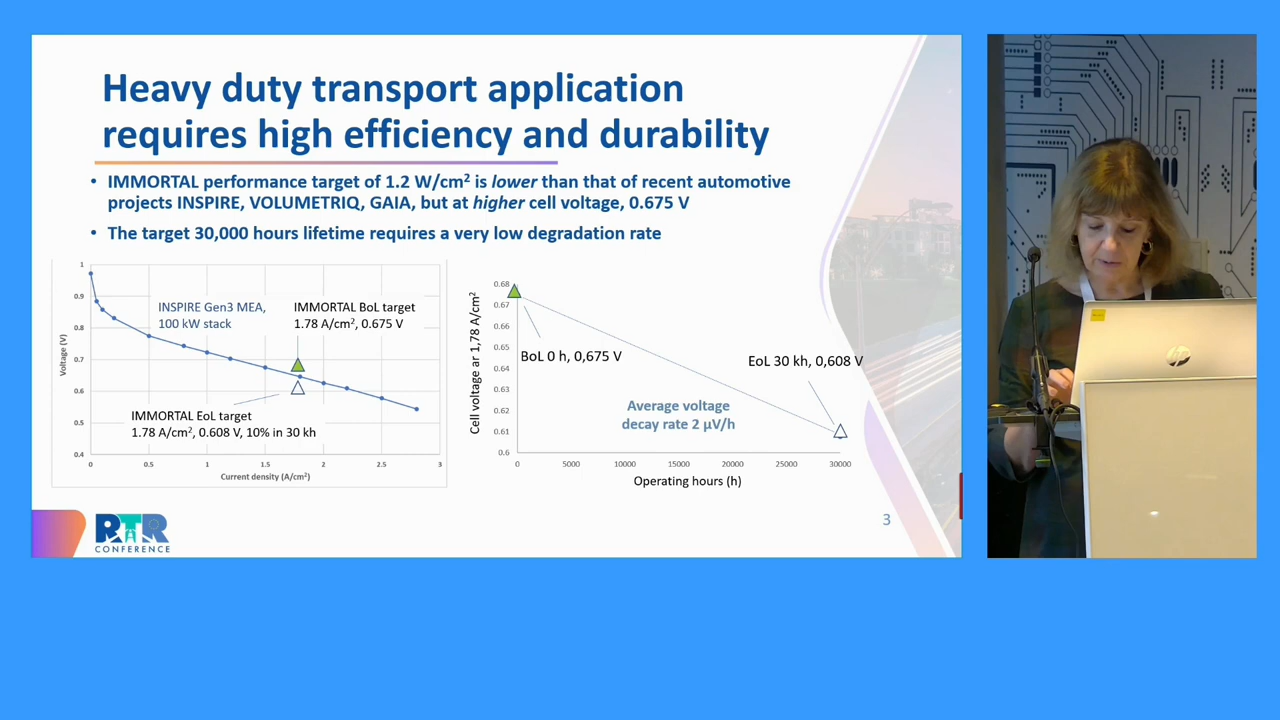 Heavy duty transport application
requires high efficiency and durability
• IMMORTAL performance target of 1.2 W/cm² is lower than that of recent automotive
projects INSPIRE, VOLUMETRIQ, GAIA, but at higher cell voltage, 0.675 V
• The target 30,000 hours lifetime requires a very low degradation rate
Voltage (V)
1
0.9
0.8
0.7
0.6
0.5
0.4
INSPIRE Gen3 MEA,
100 kW stack
IMMORTAL BoL target
1.78 A/cm², 0.675 V
IMMORTAL EoL target
1.78 A/cm², 0.608 V, 10% in 30 kh
0 0.5 1 1.5 2 2.5 3
Current density (A/cm²)
Cell voltage ar 1,78 A/cm²
0.68
0.67
0.66
0.65
0.64
0.63
0.62
0.61
0.6
BoL 0 h, 0,675 V
EoL 30 kh, 0,608 V
Average voltage
decay rate 2 µV/h
0 5000 10000 15000 20000 25000 30000
Operating hours (h)
RTR
CONFERENCE
3
hp